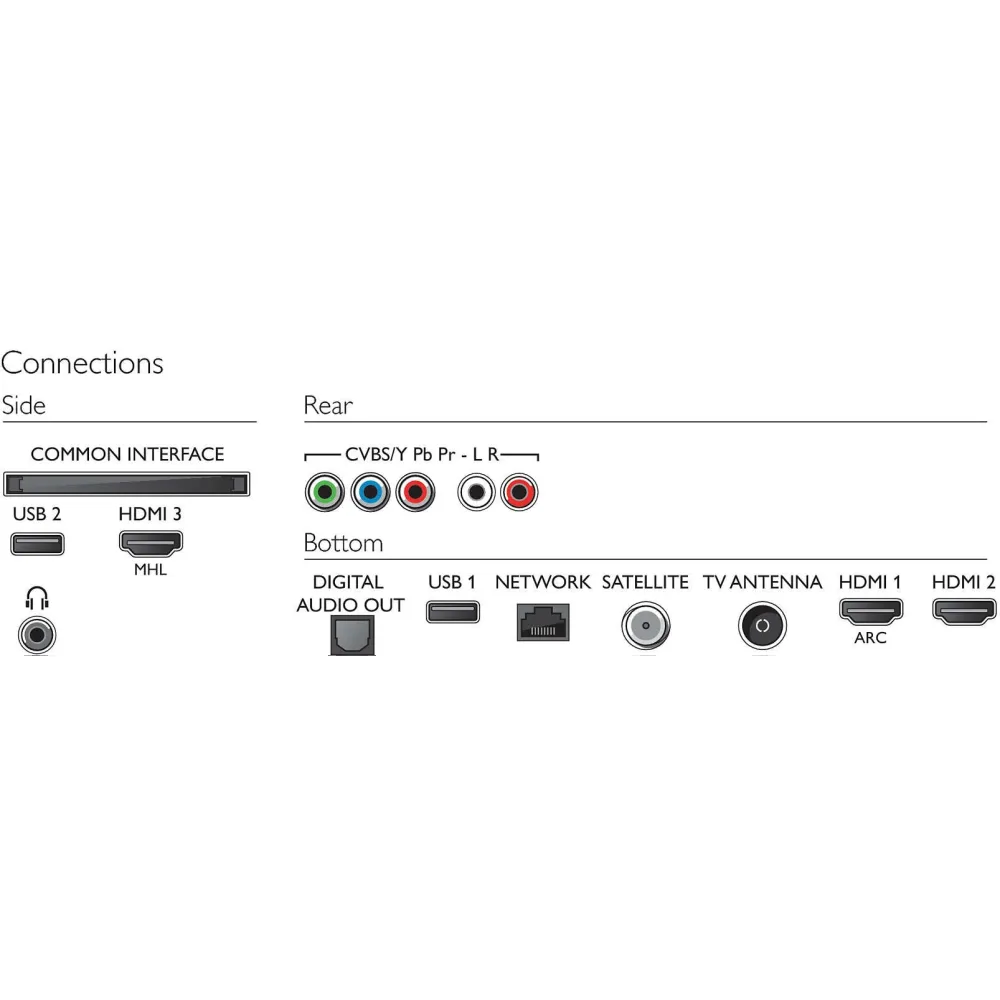 Connections
Side
COMMON INTERFACE
USB 2 HDMI 3
MHL
Rear
CVBS/Y Pb Pr - L R
Bottom
DIGITAL AUDIO OUT
USB 1 NETWORK SATELLITE TV ANTENNA HDMI 1 HDMI 2
ARC